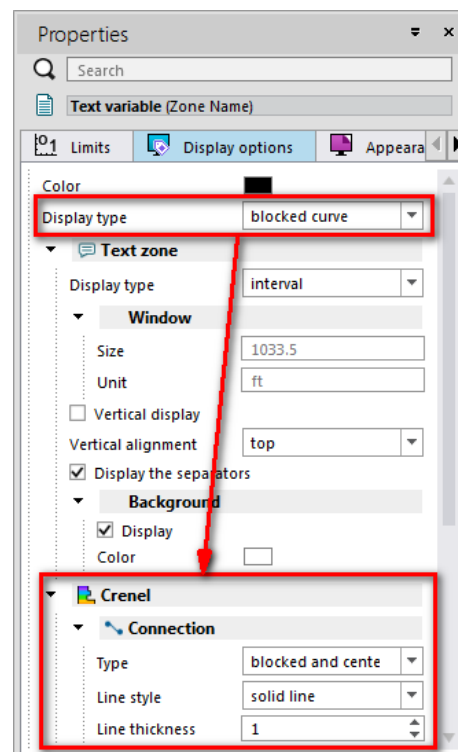 Properties
Search
Text variable (Zone Name)
Limits
Display options
Appeara
Color
Display type
blocked curve
Text zone
Display type
interval
Window
Size
1033.5
Unit
ft
Vertical display
Vertical alignment
top
Display the separators
Background
Display
Color
Crenel
Connection
Type
blocked and cente
Line style
solid line
Line thickness
1